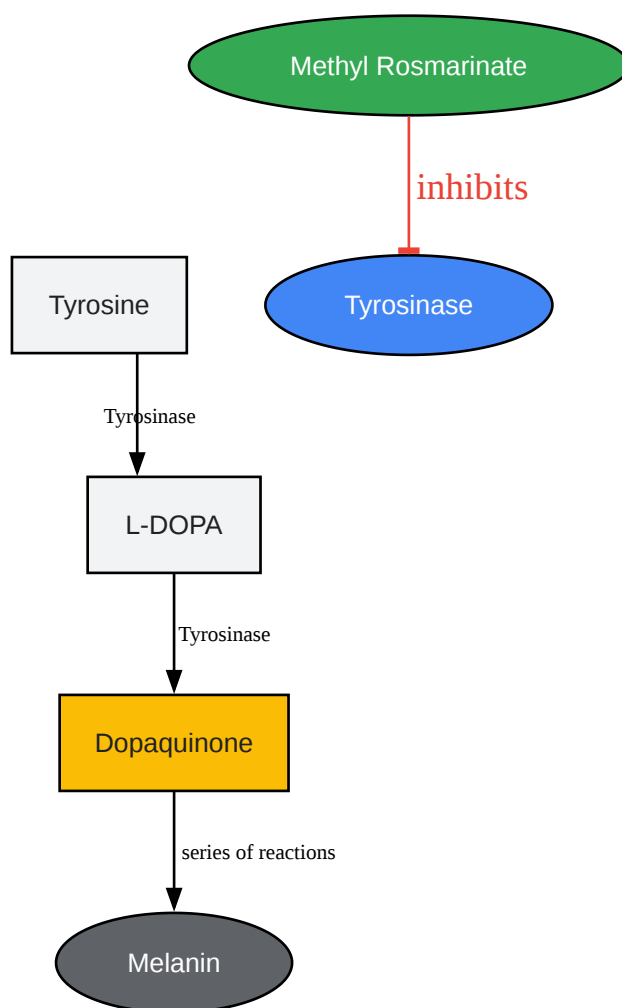 Methyl Rosmarinate
inhibits
Tyrosine
Tyrosinase
Tyrosinase
L-DOPA
Tyrosinase
Dopaquinone
series of reactions
Melanin